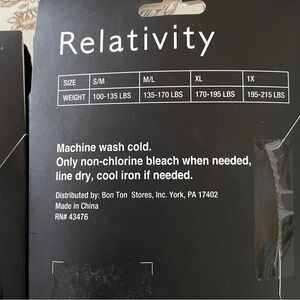 Relativity
SIZE S/M M/L XL 1X
WEIGHT 100-135 LBS 135-170 LBS 170-195 LBS 195-215 LBS
Machine wash cold.
Only non-chlorine bleach when needed,
line dry, cool iron if needed.
Distributed by: Bon Ton Stores, Inc. York, PA 17402
Made in China
RN# 43476